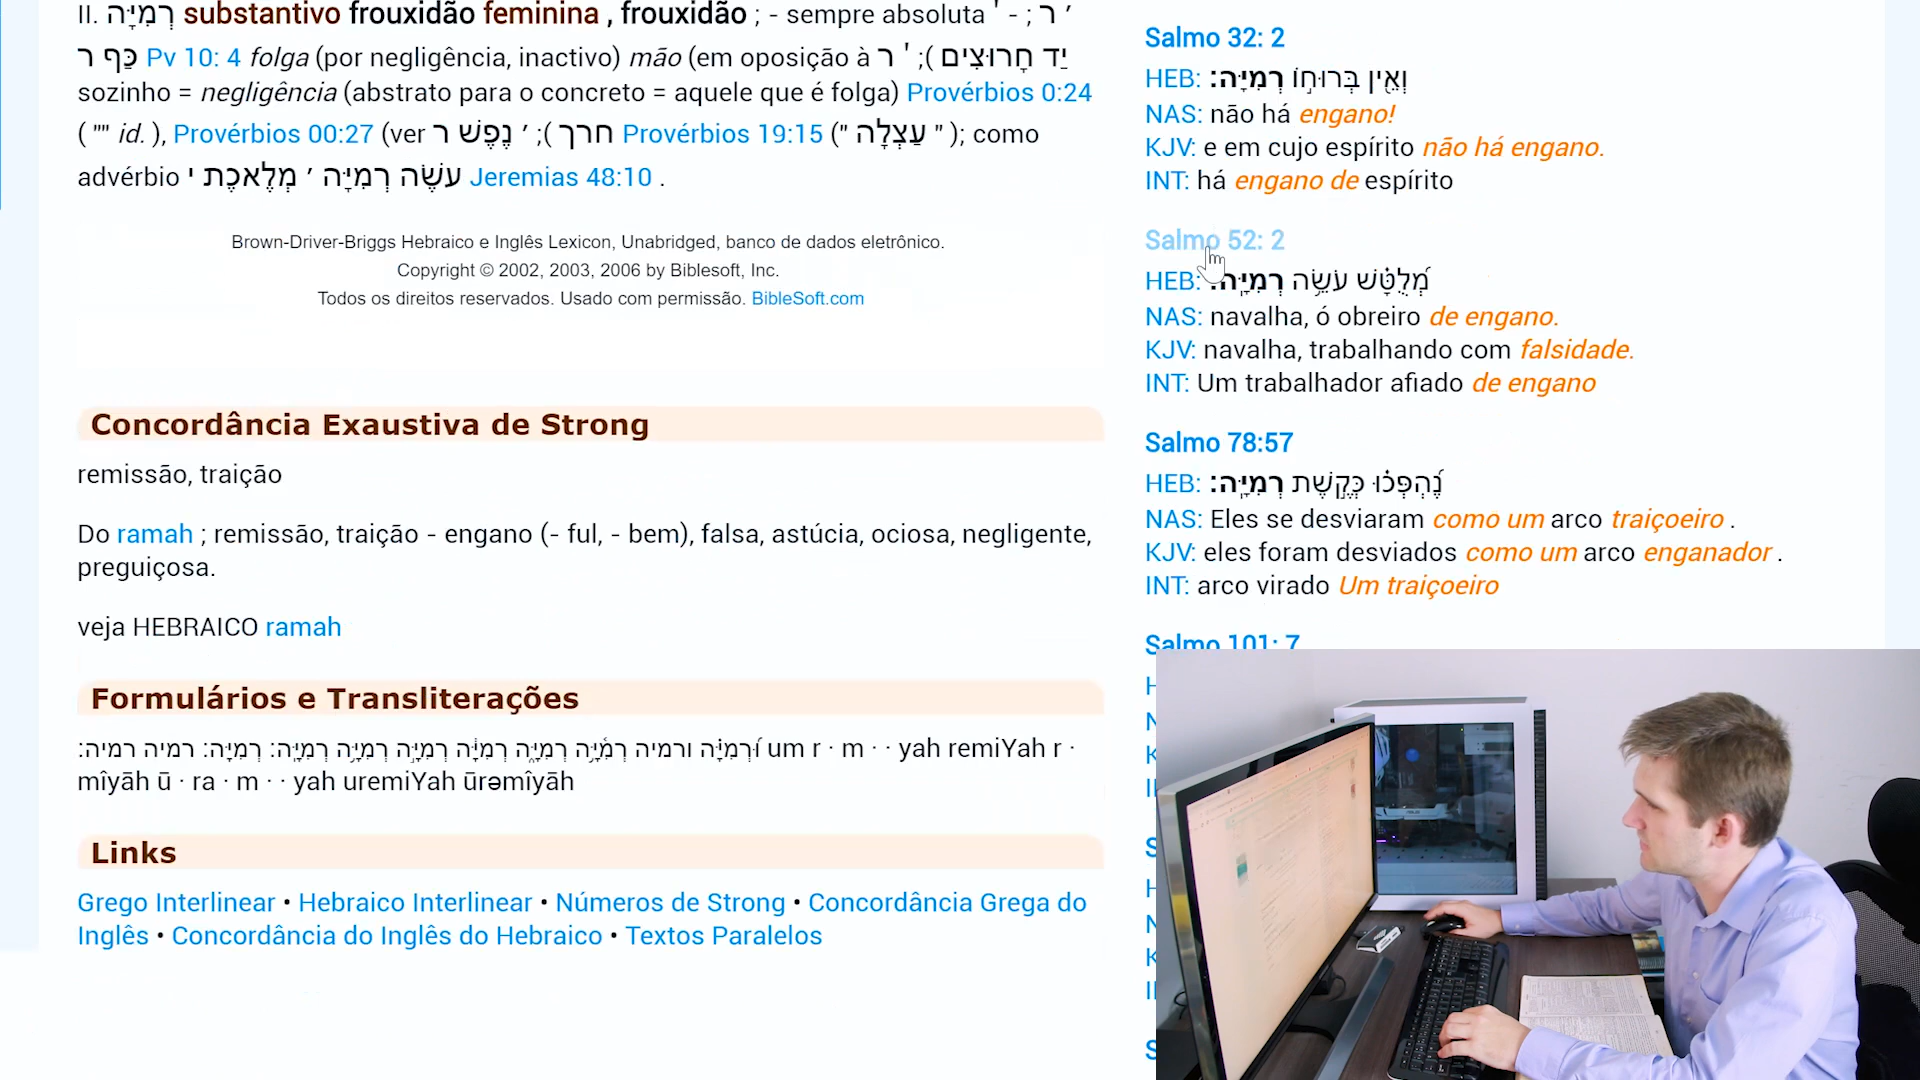 II. רְמִיָּה substantivo frouxidão feminina , frouxidão ; - sempre absoluta ' - ; ר ׳
כַּף ר Pv 10: 4 folga (por negligência, inactivo) mão (em oposição à ר ' ;( יַד חָרוּצִים
sozinho = negligência (abstrato para o concreto = aquele que é folga) Provérbios 0:24
( "" id. ), Provérbios 00:27 (ver נֶפֶשׁ ר ׳ ;( חרך Provérbios 19:15 (" עַצְלָה " ); como
advérbio י עֹשֶׂה רְמִיָּה ׳ מְלֶאכֶת Jeremias 48:10 .
Brown-Driver-Briggs Hebraico e Inglês Lexicon, Unabridged, banco de dados eletrônico.
Copyright © 2002, 2003, 2006 by Biblesoft, Inc.
Todos os direitos reservados. Usado com permissão. BibleSoft.com
Concordância Exaustiva de Strong
remissão, traição
Do ramah ; remissão, traição - engano (- ful, - bem), falsa, astúcia, ociosa, negligente,
preguiçosa.
veja HEBRAICO ramah
Formulários e Transliterações
וּ֝רְמִיָּ֗ה ורמיה רְמִ֫יָּ֥ה רְמִיָּ֑ה רְמִיָּ֔ה רְמִיָּ֣ה רְמִיָּ֥ה רְמִיָּֽה׃ רְמִיָּה׃ רמיה רמיה׃ um r · m · · yah remiYah r ·
mîyāh ū · ra · m · · yah uremiYah ūrəmîyāh
Links
Grego Interlinear • Hebraico Interlinear • Números de Strong • Concordância Grega do
Inglês • Concordância do Inglês do Hebraico • Textos Paralelos
Salmo 32: 2
HEB: וְאֵ֖ין בְּרוּח֣וֹ רְמִיָּה׃
NAS: não há engano!
KJV: e em cujo espírito não há engano.
INT: há engano de espírito
Salmo 52: 2
HEB: מְ֝לֻטָּ֗שׁ עֹשֵׂ֥ה רְמִיָּֽה׃
NAS: navalha, ó obreiro de engano.
KJV: navalha, trabalhando com falsidade.
INT: Um trabalhador afiado de engano
Salmo 78:57
HEB: נֶ֝הְפְּכ֗וּ כְּקֶ֣שֶׁת רְמִיָּֽה׃
NAS: Eles se desviaram como um arco traiçoeiro .
KJV: eles foram desviados como um arco enganador .
INT: arco virado Um traiçoeiro
Salmo 101: 7